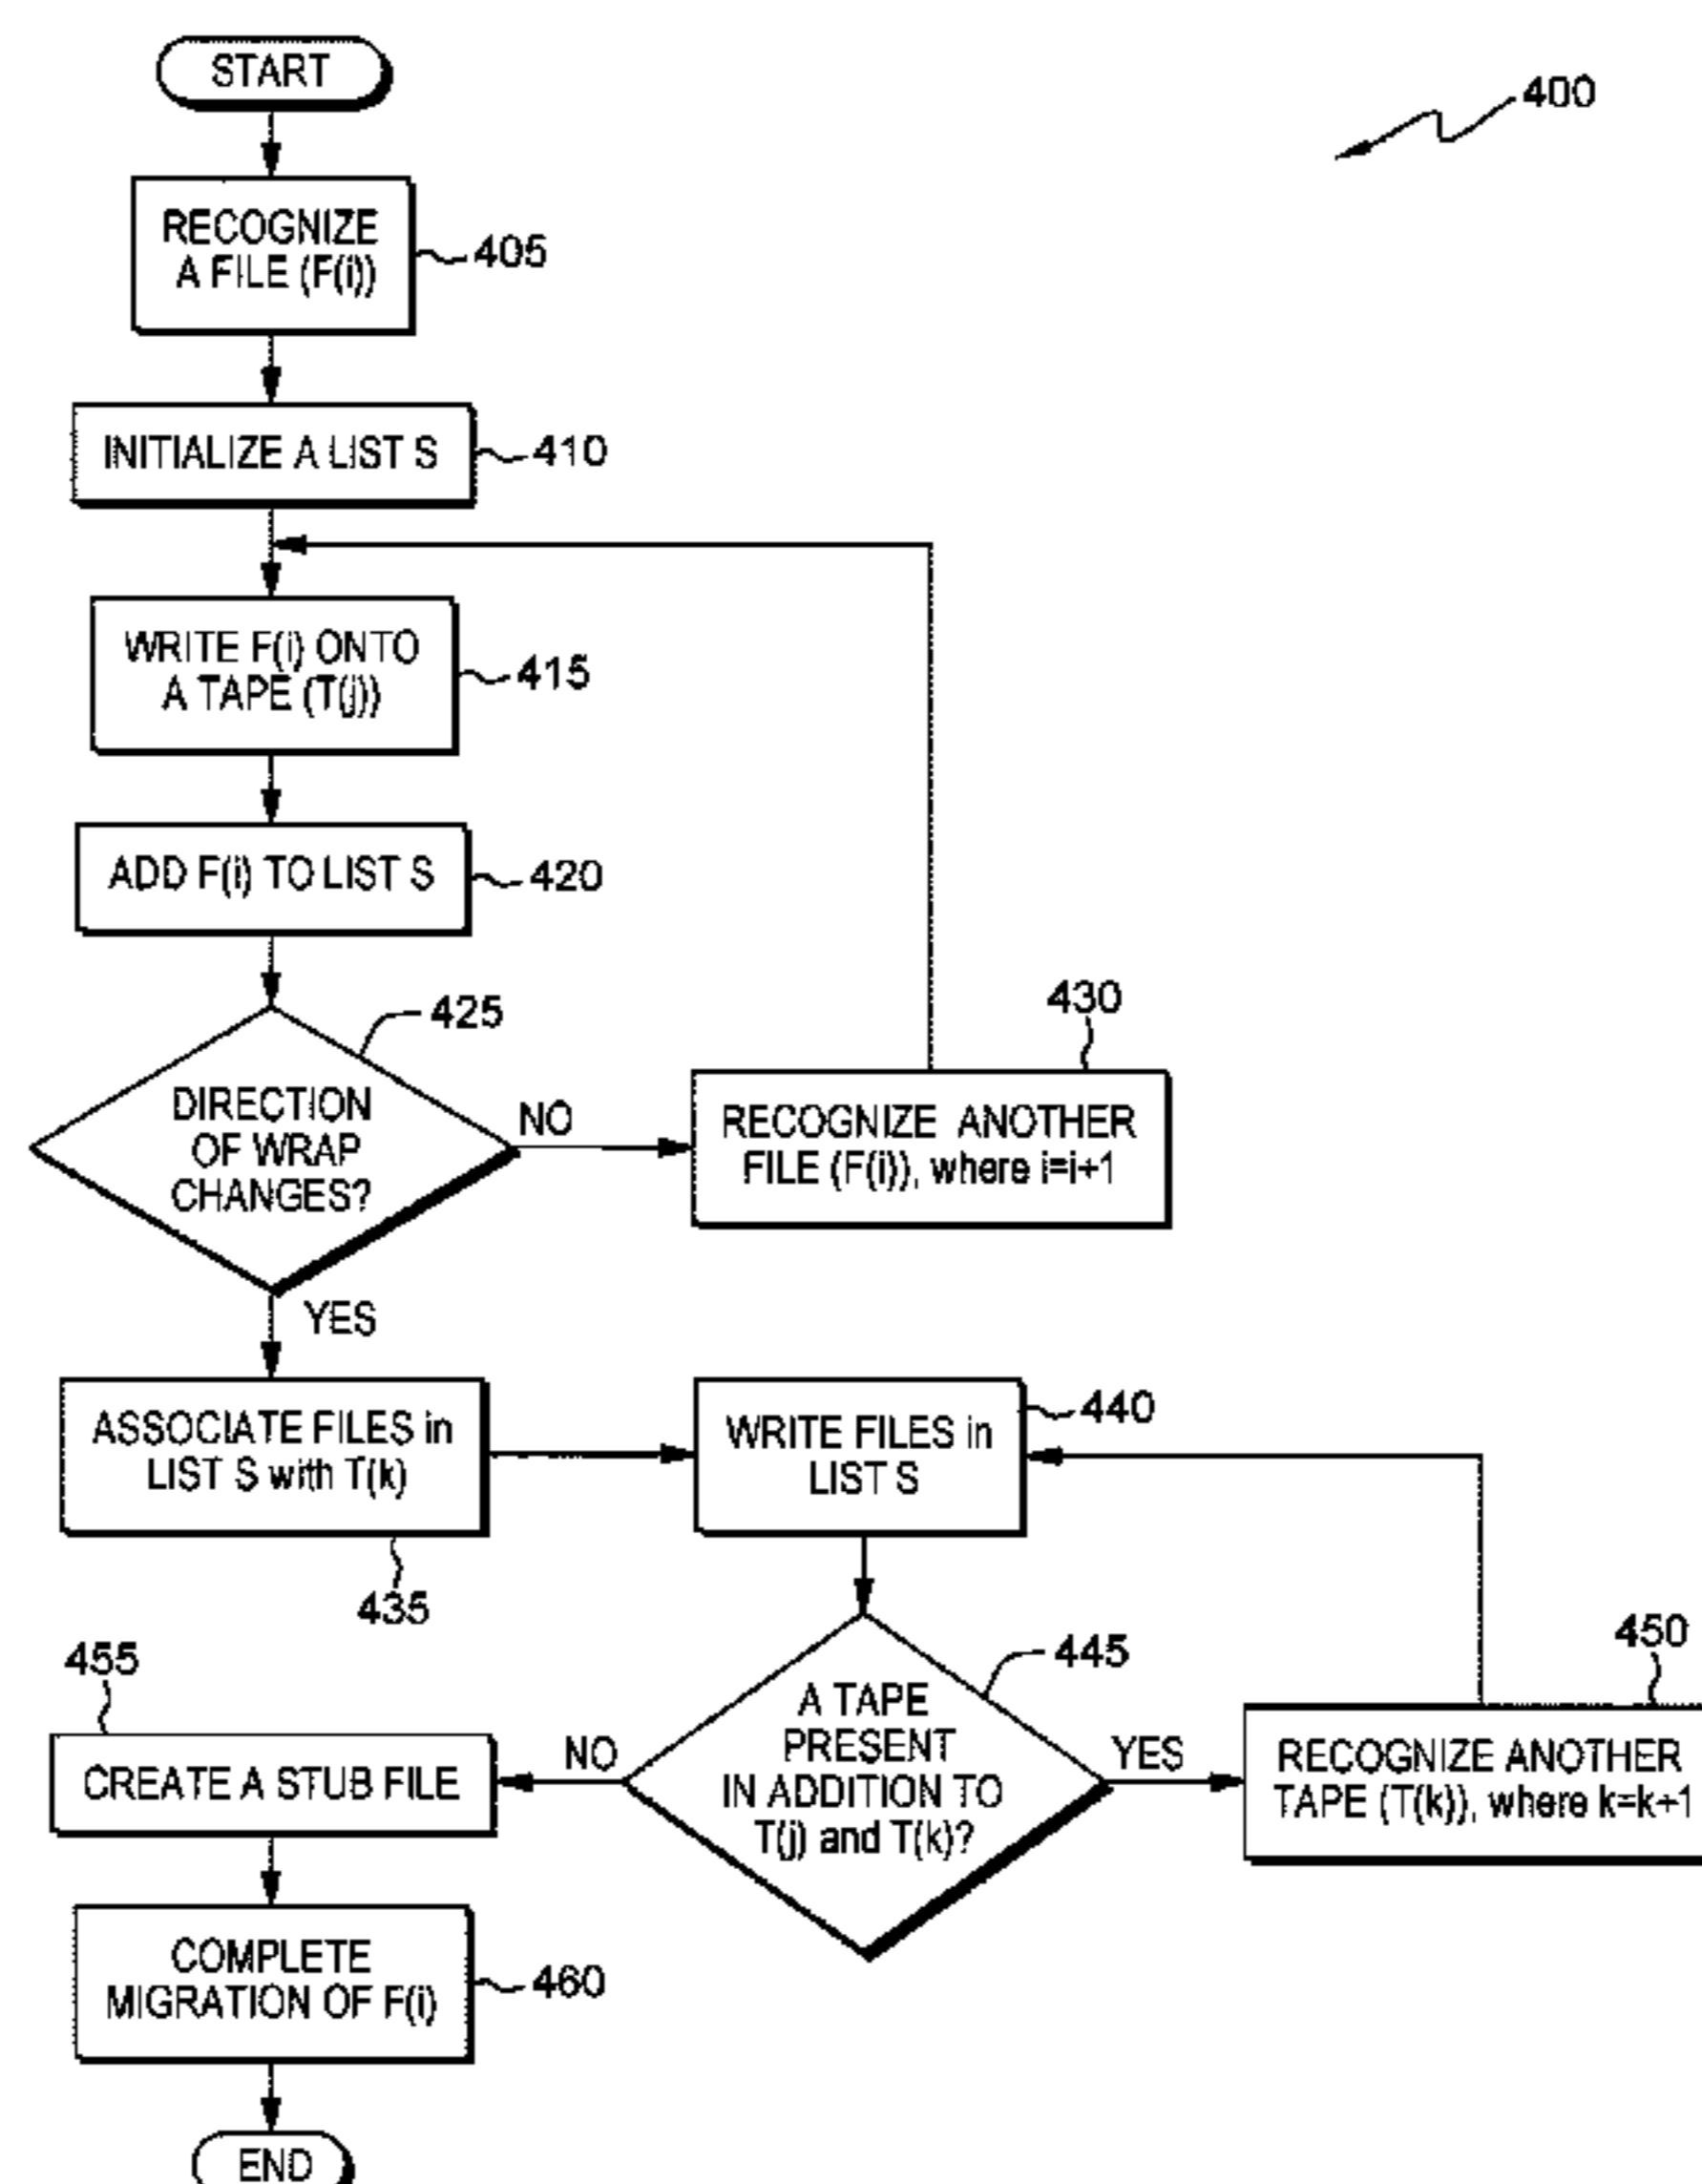 START
400
RECOGNIZE
A FILE (F(i))
405
INITIALIZE A LIST S
410
WRITE F(i) ONTO
A TAPE (T(j))
415
ADD F(i) TO LIST S
420
425
DIRECTION
OF WRAP
CHANGES?
NO
430
RECOGNIZE ANOTHER
FILE (F(i)), where i=i+1
YES
ASSOCIATE FILES in
LIST S with T(k)
435
WRITE FILES in
LIST S
440
445
A TAPE
PRESENT
IN ADDITION TO
T(j) and T(k)?
YES
450
RECOGNIZE ANOTHER
TAPE (T(k)), where k=k+1
NO
455
CREATE A STUB FILE
COMPLETE
MIGRATION OF F(i)
460
END